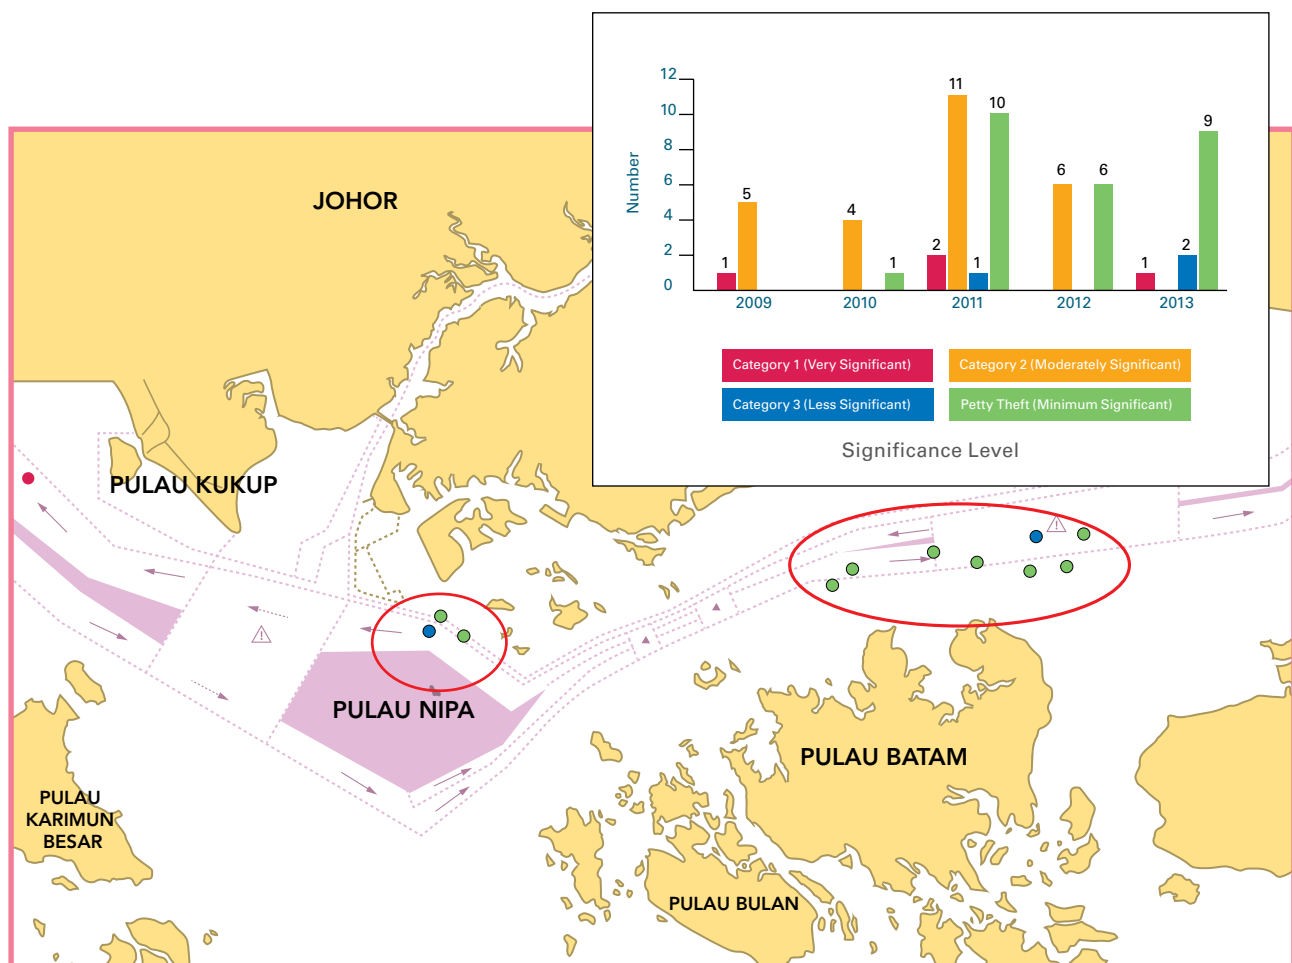 12
10
8
6
4
2
0
Number
1
5
4
1
2
11
1
10
6
6
1
2
9
2009
2010
2011
2012
2013
Category 1 (Very Significant)
Category 2 (Moderately Significant)
Category 3 (Less Significant)
Petty Theft (Minimum Significant)
Significance Level
JOHOR
PULAU KUKUP
!
!
PULAU NIPA
PULAU BATAM
PULAU
KARIMUN
BESAR
PULAU BULAN